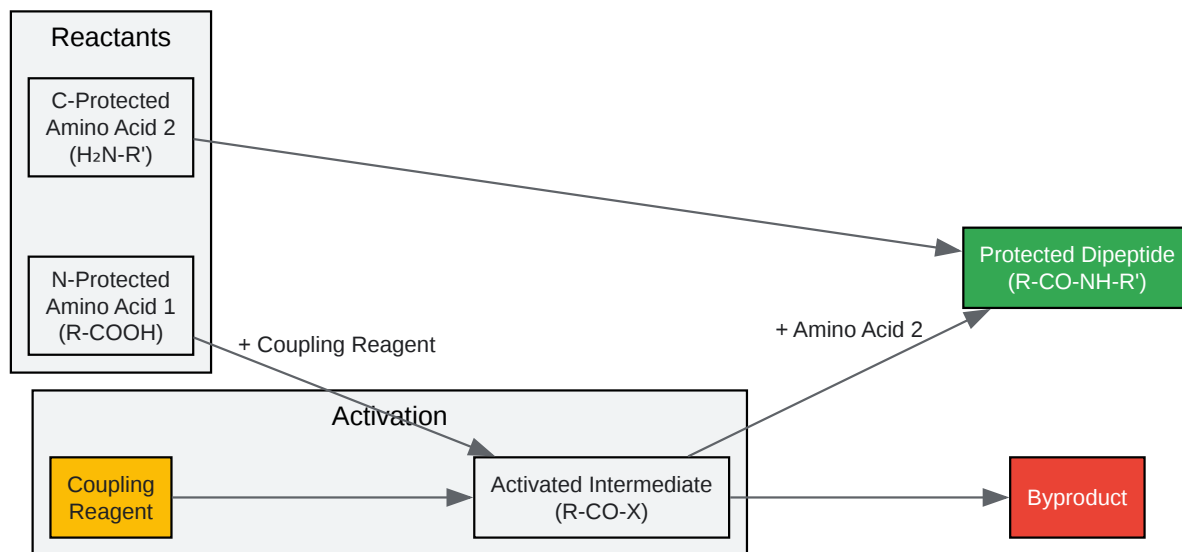 Reactants
C-Protected
Amino Acid 2
(H₂N-R')
N-Protected
Amino Acid 1
(R-COOH)
+ Coupling Reagent
Protected Dipeptide
(R-CO-NH-R')
+ Amino Acid 2
Activation
Coupling
Reagent
Activated Intermediate
(R-CO-X)
Byproduct